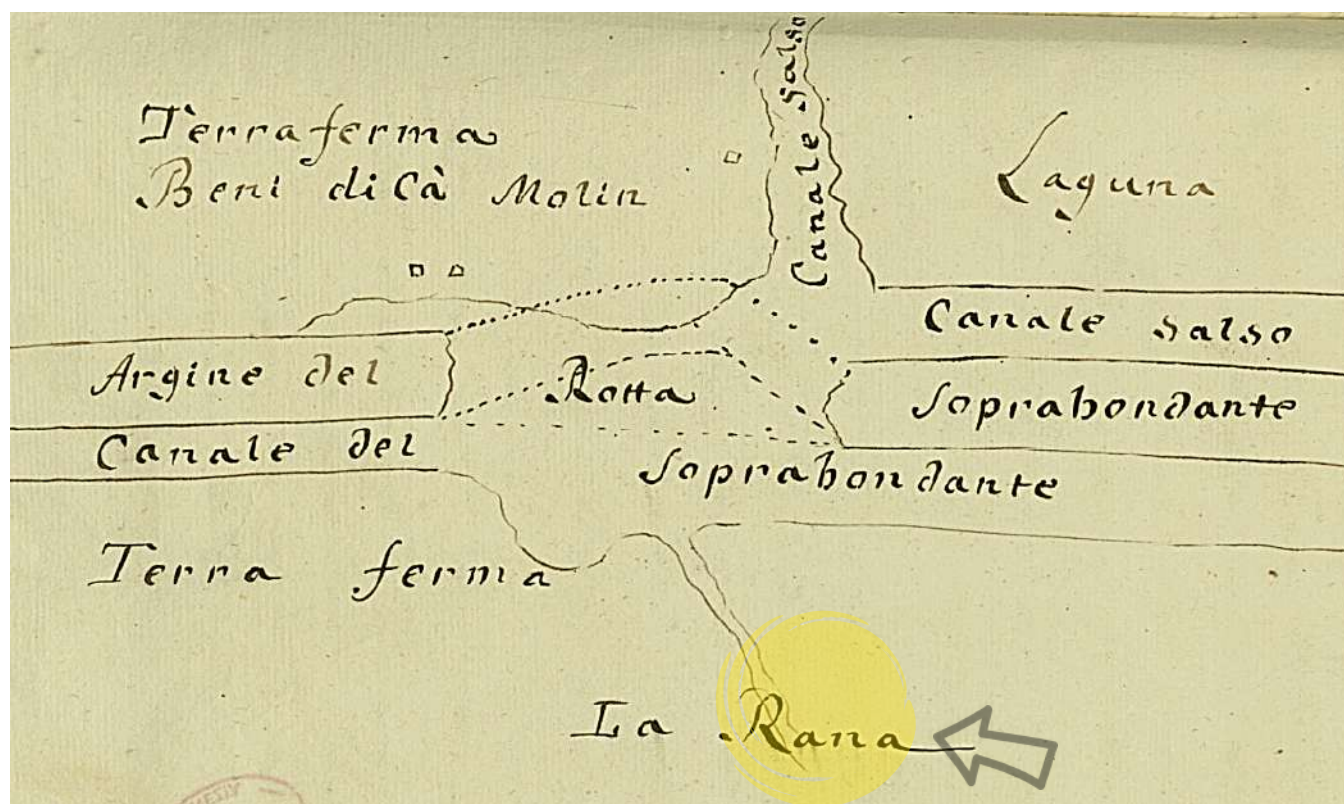 Terraferma
Beni di Cà Molin
Canale Salso
Laguna
Canale Salso
Argine del
Rotta
Soprabondante
Canale del
Soprabondante
Terra ferma
La Rana